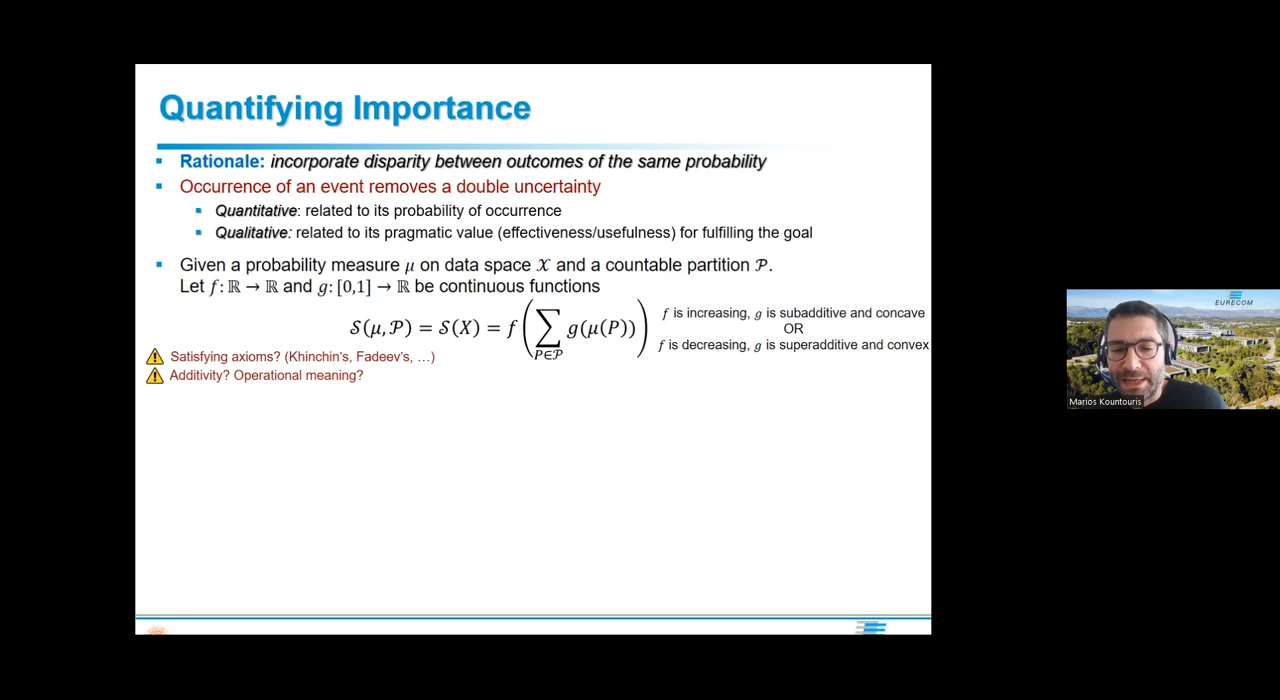 Quantifying Importance
▪ Rationale: incorporate disparity between outcomes of the same probability
▪ Occurrence of an event removes a double uncertainty
▪ Quantitative: related to its probability of occurrence
▪ Qualitative: related to its pragmatic value (effectiveness/usefulness) for fulfilling the goal
▪ Given a probability measure μ on data space 𝒳 and a countable partition 𝒫.
Let f: ℝ → ℝ and g: [0,1] → ℝ be continuous functions
𝒮(μ, 𝒫) = 𝒮(X) = f(∑_{P∈𝒫} g(μ(P)))
f is increasing, g is subadditive and concave
OR
f is decreasing, g is superadditive and convex
Satisfying axioms? (Khinchin's, Fadeev's, …)
Additivity? Operational meaning?
EURECOM
Marios Kountouris